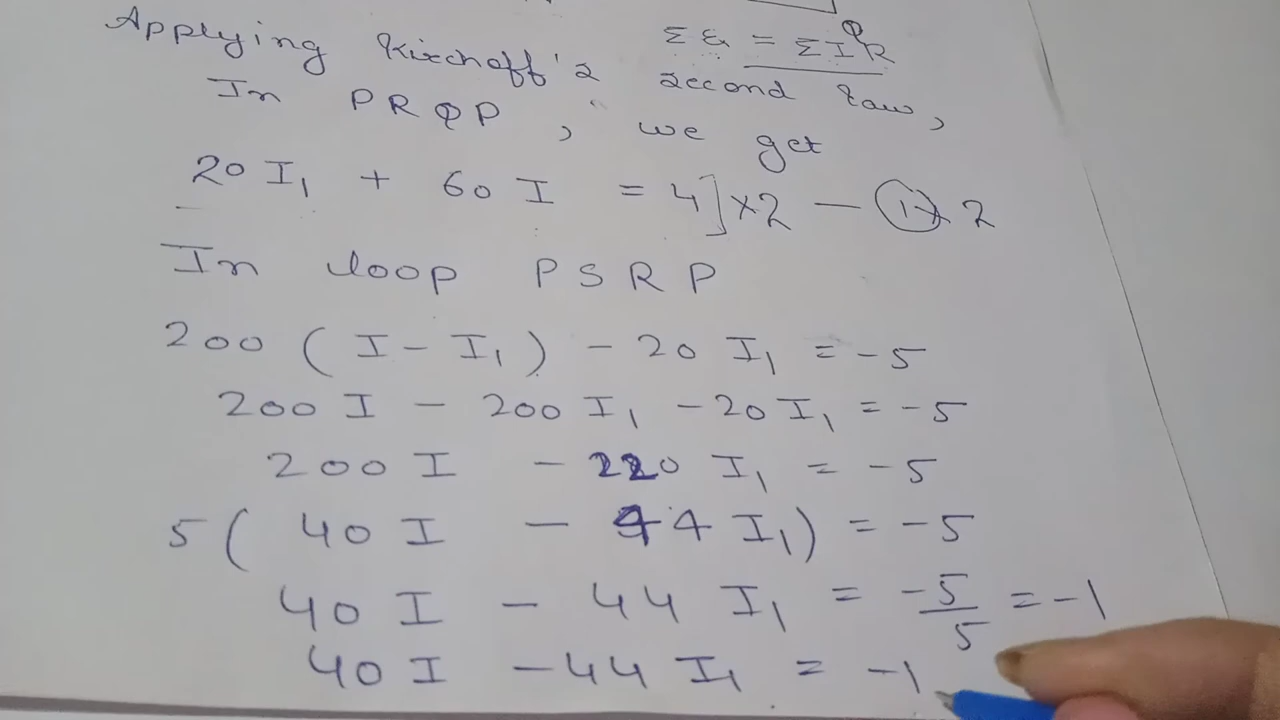 Σ ℰ = Σ I R
Applying Kirchoff's second law,
In PRQP, we get
20 I₁ + 60 I = 4] ×2 — ① × 2
In loop PSRP
200 (I - I₁) - 20 I₁ = -5
200 I - 200 I₁ - 20 I₁ = -5
200 I - 220 I₁ = -5
5 (40 I - 44 I₁) = -5
40 I - 44 I₁ = -5/5 = -1
40 I - 44 I₁ = -1